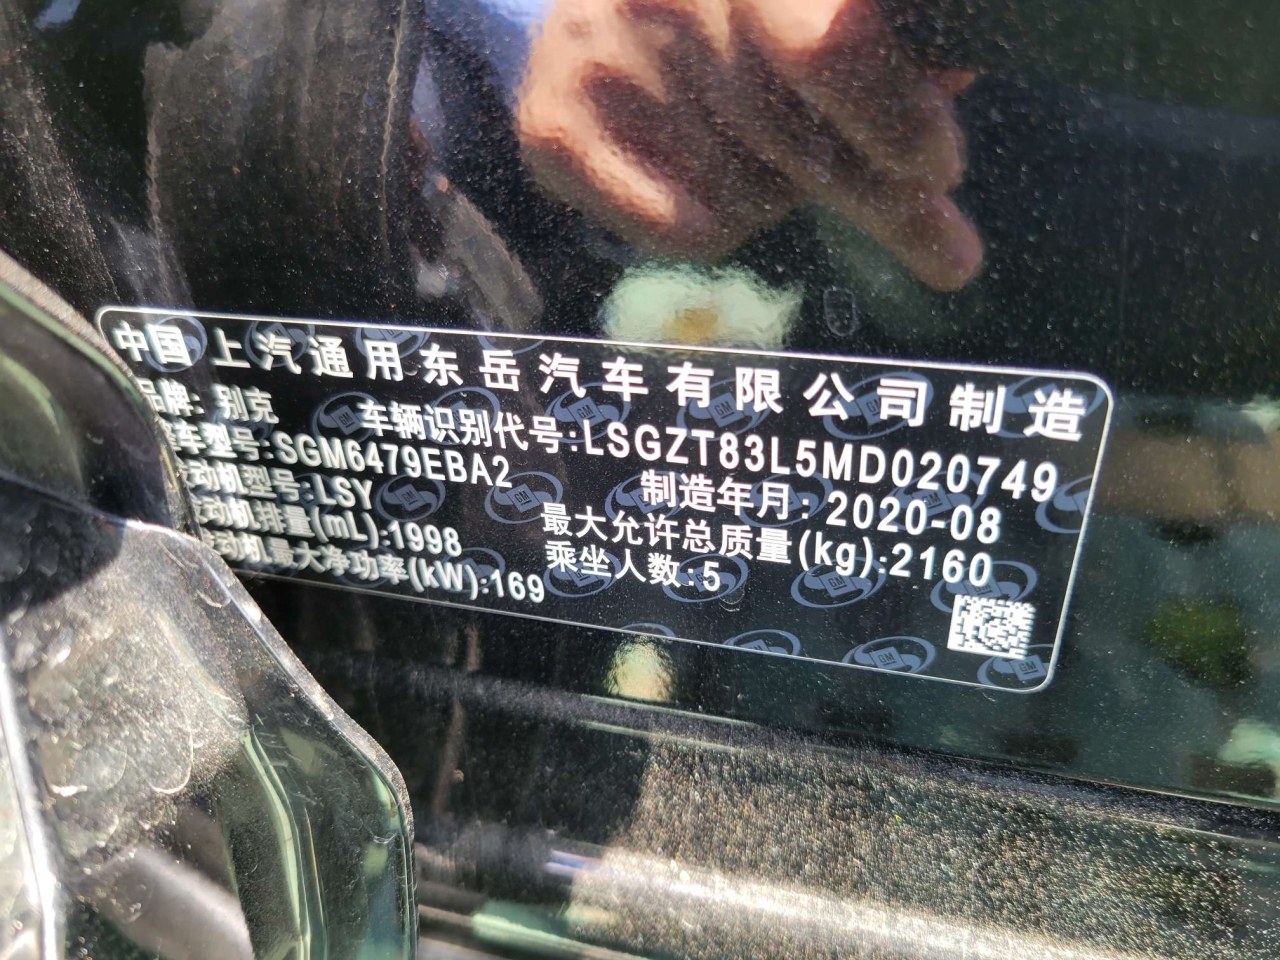 中国 上汽通用东岳汽车有限公司制造
品牌: 别克 车辆识别代号:LSGZT83L5MD020749
车型号:SGM6479EBA2 制造年月: 2020-08
动机型号:LSY 最大允许总质量(kg):2160
动机排量(mL):1998 乘坐人数:5
动机最大净功率(kW):169
GM